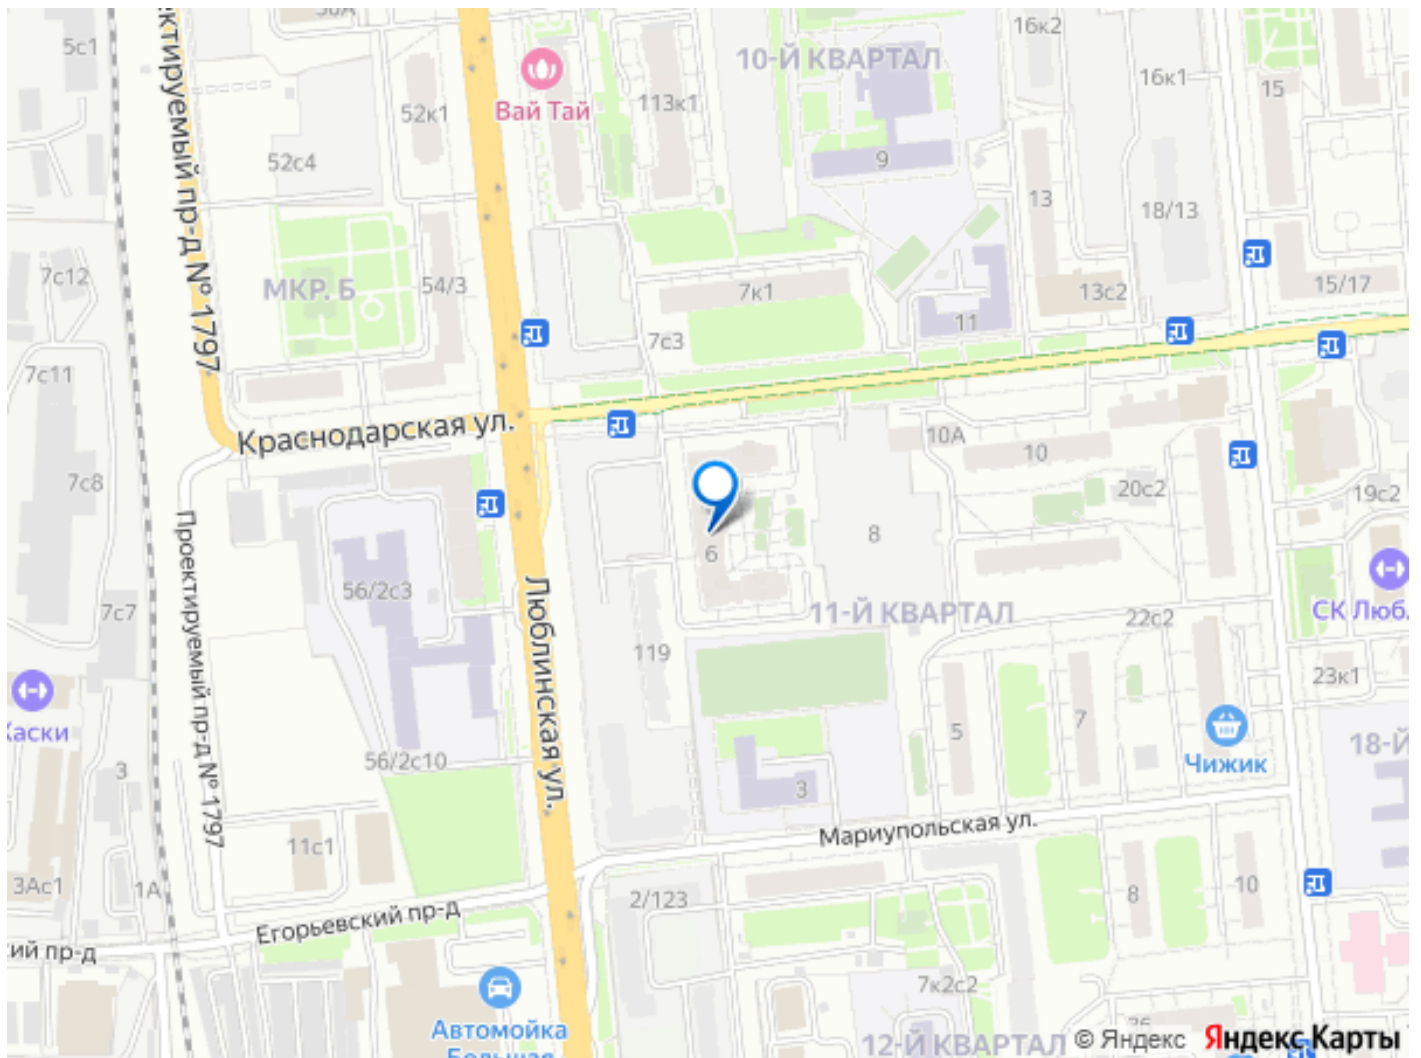 5с1
52к1
Вай Тай
113к1
10-Й КВАРТАЛ
16к2
16к1
15
52с4
9
13
18/13
7с12
МКР. Б
54/3
7к1
13с2
15/17
Проектируемый пр-д № 1797
7с3
11
7с11
Краснодарская ул.
10А
10
7с8
20с2
19с2
8
6
56/2с3
7с7
Люблинская ул.
11-Й КВАРТАЛ
22с2
СК Люб.
119
23к1
5
7
Проектируемый пр-д № 1797
18-Й
56/2с10
Чижик
3
3
Мариупольская ул.
11с1
3Ас1
1А
2/123
8
10
Егорьевский пр-д
ий пр-д
7к2с2
Автомойка
Большая
12-Й КВАРТАЛ
© Яндекс Яндекс Карты